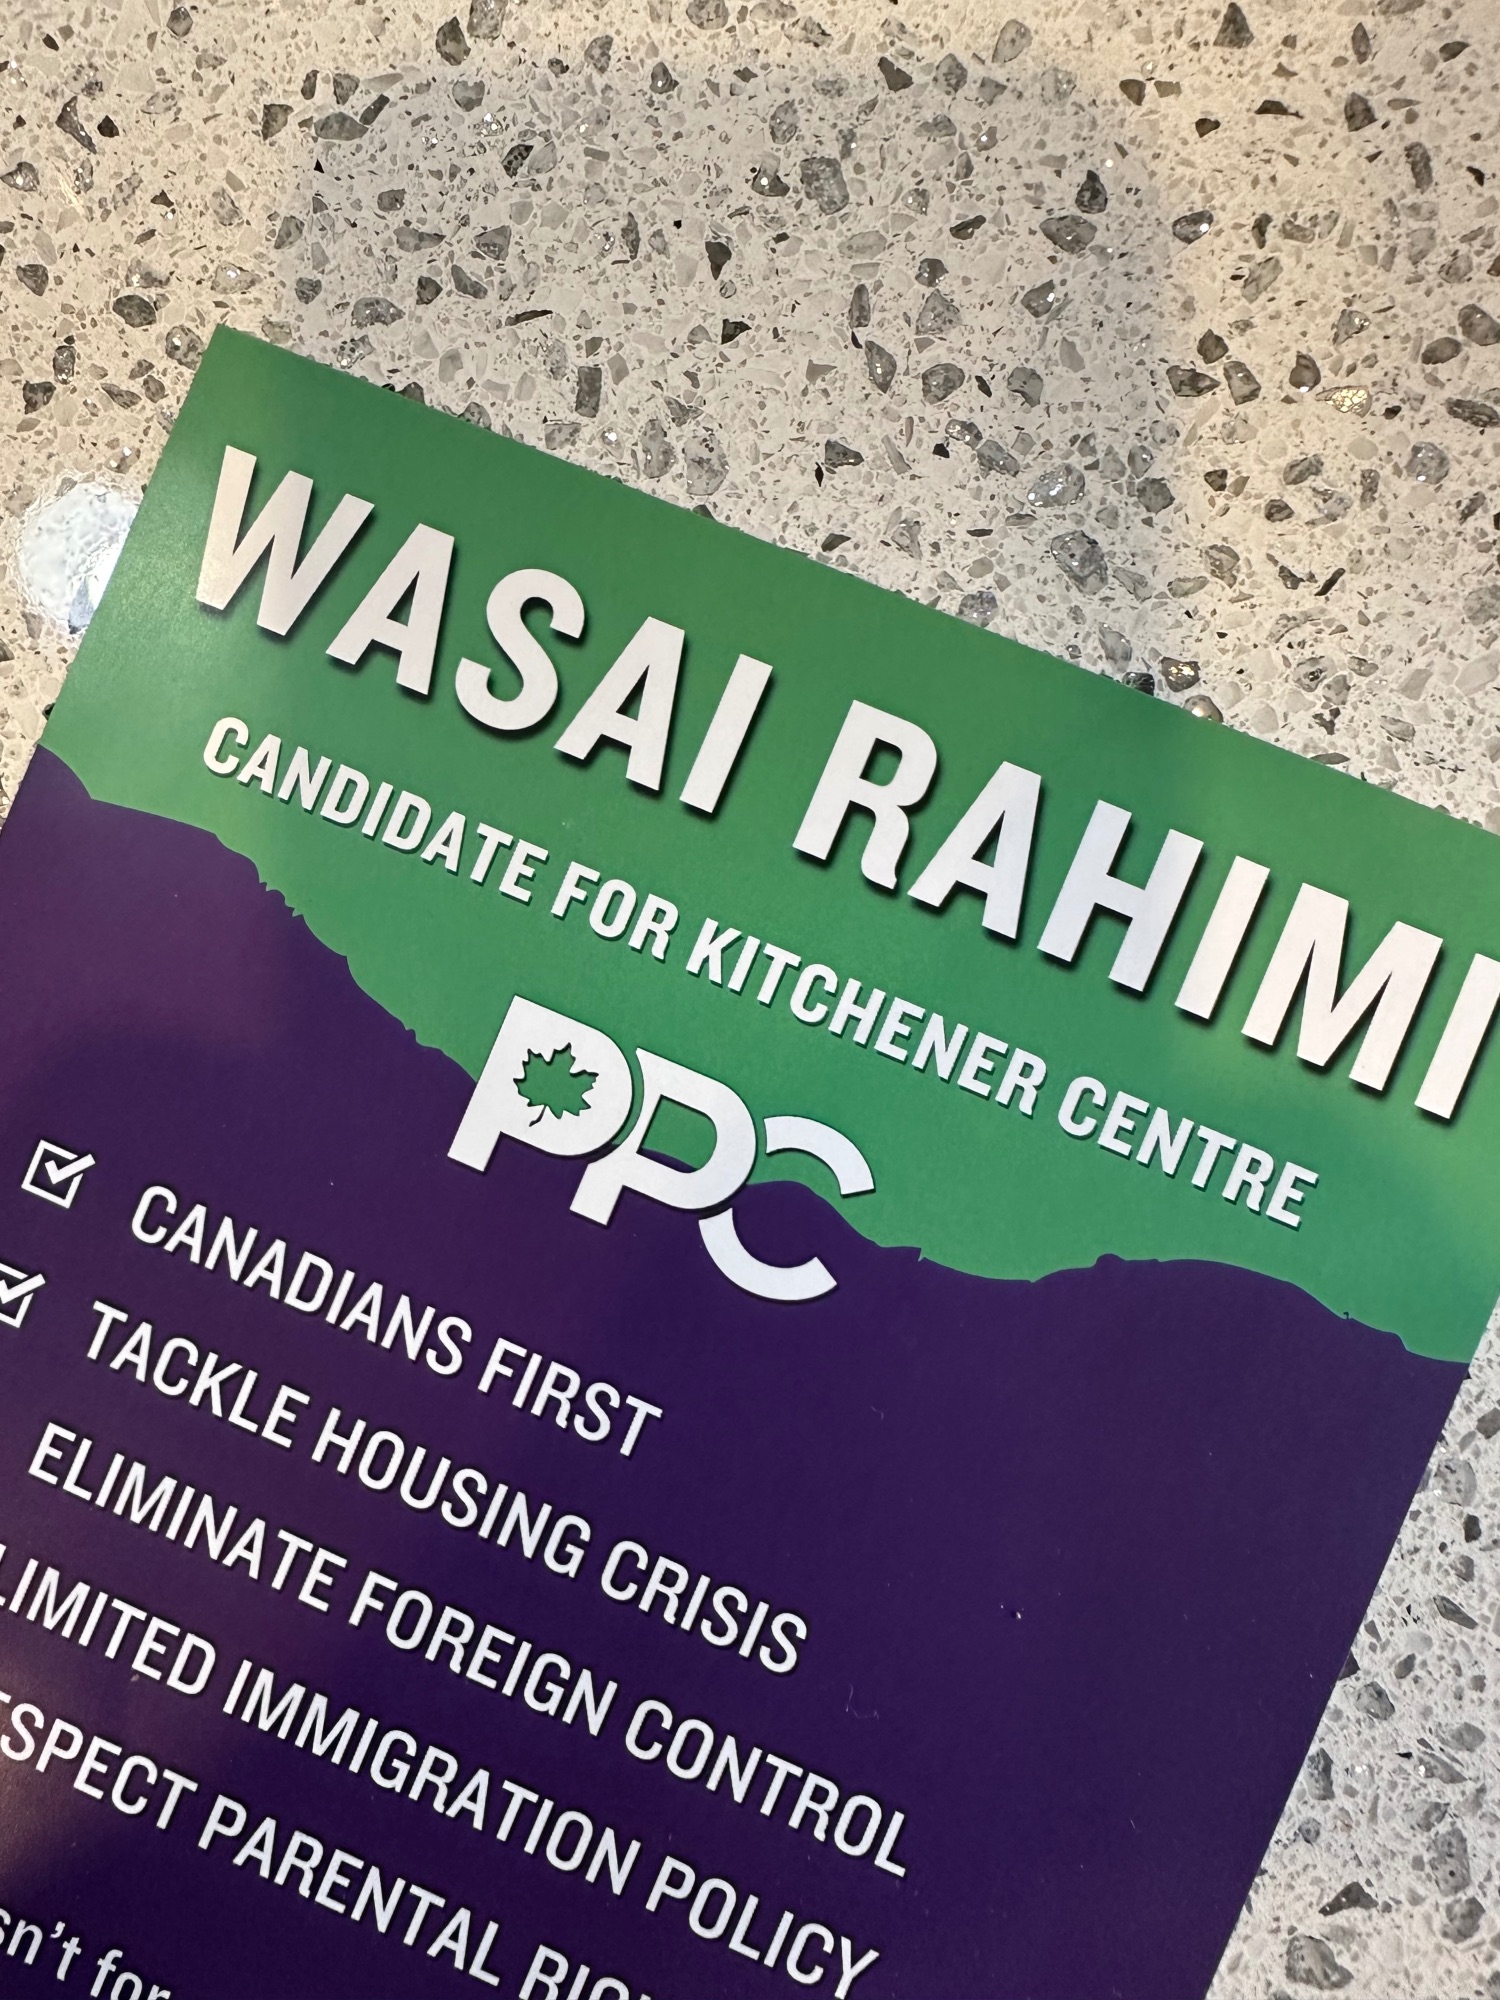 WASAI RAHIMI
CANDIDATE FOR KITCHENER CENTRE
PPC
CANADIANS FIRST
TACKLE HOUSING CRISIS
ELIMINATE FOREIGN CONTROL
LIMITED IMMIGRATION POLICY
PARENTAL
for